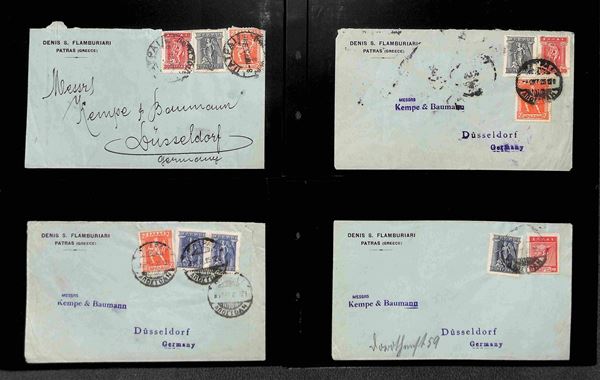 DENIS S. FLAMBURIARI
PATRAS (GREECE)
Messrs
Kempe & Baumann
Düsseldorf
Germany
DENIS S. FLAMBURIARI
PATRAS (GREECE)
MESSRS
Kempe & Baumann
Düsseldorf
Germany
DENIS S. FLAMBURIARI
PATRAS (GREECE)
MESSRS
Kempe & Baumann
Düsseldorf
Germany
DENIS S. FLAMBURIARI
PATRAS (GREECE)
MESSRS
Kempe & Baumann
Düsseldorf
Germany